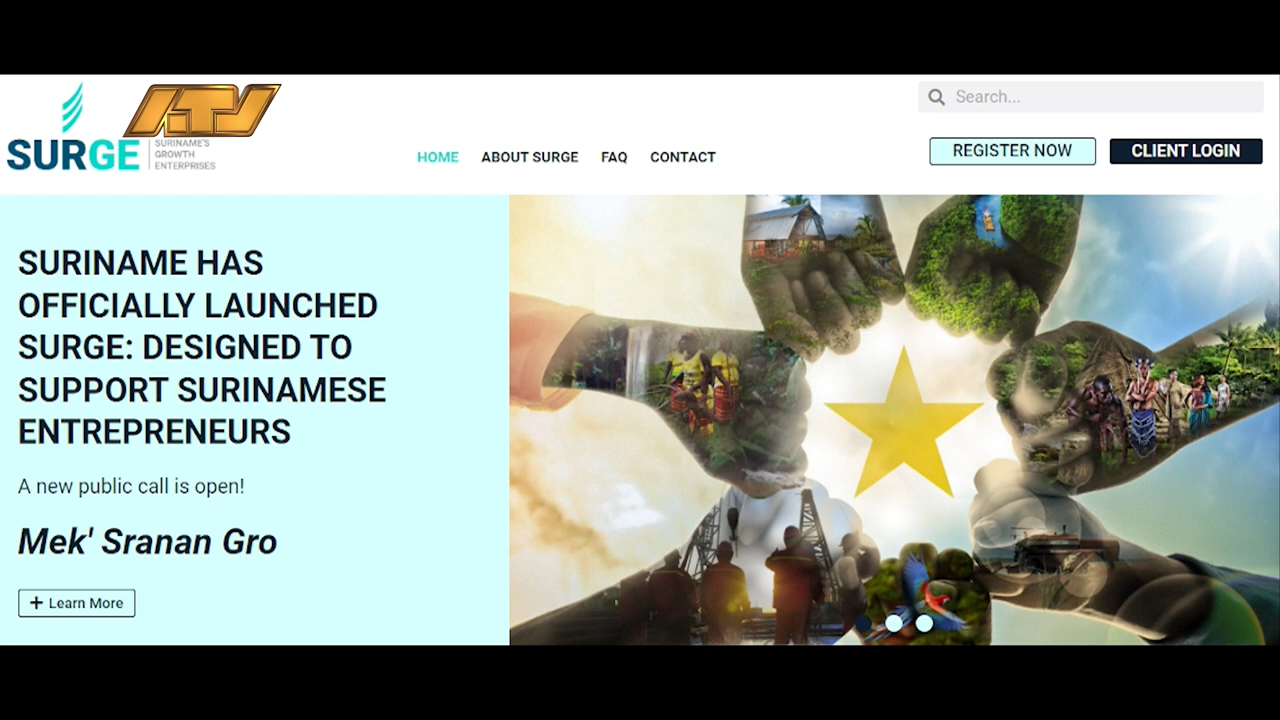 ATV
SURGE
SURINAME'S
GROWTH
ENTERPRISES
HOME ABOUT SURGE FAQ CONTACT
Search...
REGISTER NOW CLIENT LOGIN
SURINAME HAS
OFFICIALLY LAUNCHED
SURGE: DESIGNED TO
SUPPORT SURINAMESE
ENTREPRENEURS
A new public call is open!
Mek' Sranan Gro
+ Learn More